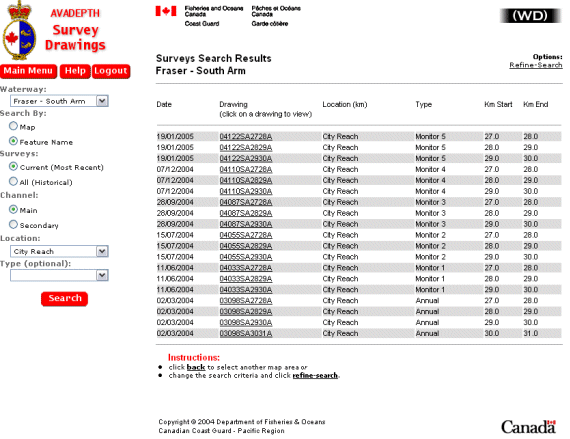 AVADEPTH
Survey
Drawings
Main Menu Help Logout
Waterway:
Fraser - South Arm
Search By:
Map
Feature Name
Surveys:
Current (Most Recent)
All (Historical)
Channel:
Main
Secondary
Location:
City Reach
Type (optional):
Search
Fisheries and Oceans Pêches et Océans
Canada Canada
Coast Guard Garde côtière
(WD)
Surveys Search Results
Fraser - South Arm
Options:
Refine-Search
Date Drawing Location (km) Type Km Start Km End
(click on a drawing to view)
19/01/2005 04122SA2728A City Reach Monitor 5 27.0 28.0
19/01/2005 04122SA2829A City Reach Monitor 5 28.0 29.0
19/01/2005 04122SA2930A City Reach Monitor 5 29.0 30.0
07/12/2004 04110SA2728A City Reach Monitor 4 27.0 28.0
07/12/2004 04110SA2829A City Reach Monitor 4 28.0 29.0
07/12/2004 04110SA2930A City Reach Monitor 4 29.0 30.0
28/09/2004 04087SA2728A City Reach Monitor 3 27.0 28.0
28/09/2004 04087SA2829A City Reach Monitor 3 28.0 29.0
28/09/2004 04087SA2930A City Reach Monitor 3 29.0 30.0
15/07/2004 04055SA2728A City Reach Monitor 2 27.0 28.0
15/07/2004 04055SA2829A City Reach Monitor 2 28.0 29.0
15/07/2004 04055SA2930A City Reach Monitor 2 29.0 30.0
11/06/2004 04033SA2728A City Reach Monitor 1 27.0 28.0
11/06/2004 04033SA2829A City Reach Monitor 1 28.0 29.0
11/06/2004 04033SA2930A City Reach Monitor 1 29.0 30.0
02/03/2004 03098SA2728A City Reach Annual 27.0 28.0
02/03/2004 03098SA2829A City Reach Annual 28.0 29.0
02/03/2004 03098SA2930A City Reach Annual 29.0 30.0
02/03/2004 03098SA3031A City Reach Annual 30.0 31.0
Instructions:
click back to select another map area or
change the search criteria and click refine-search.
Copyright © 2004 Department of Fisheries & Oceans
Canadian Coast Guard - Pacific Region
Canada